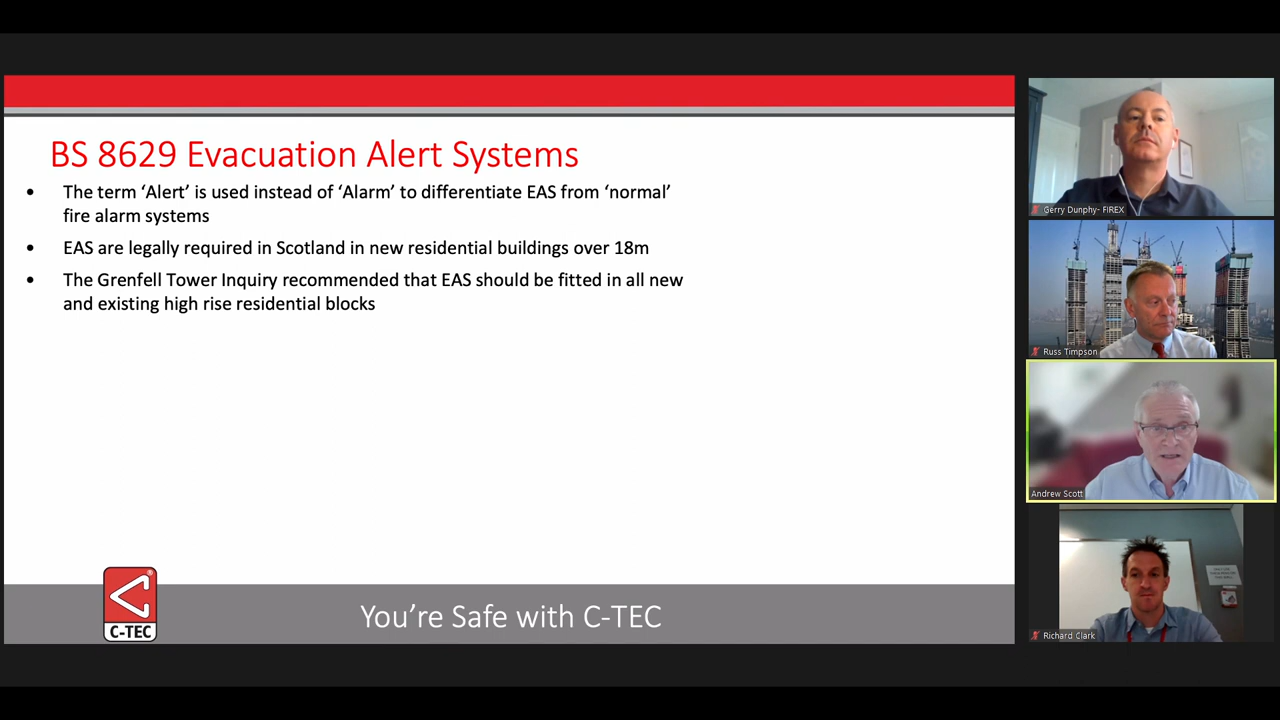 BS 8629 Evacuation Alert Systems
• The term ‘Alert’ is used instead of ‘Alarm’ to differentiate EAS from ‘normal’
fire alarm systems
• EAS are legally required in Scotland in new residential buildings over 18m
• The Grenfell Tower Inquiry recommended that EAS should be fitted in all new
and existing high rise residential blocks
C-TEC
®
You’re Safe with C-TEC
Gerry Dunphy- FIREX
Russ Timpson
Andrew Scott
Richard Clark